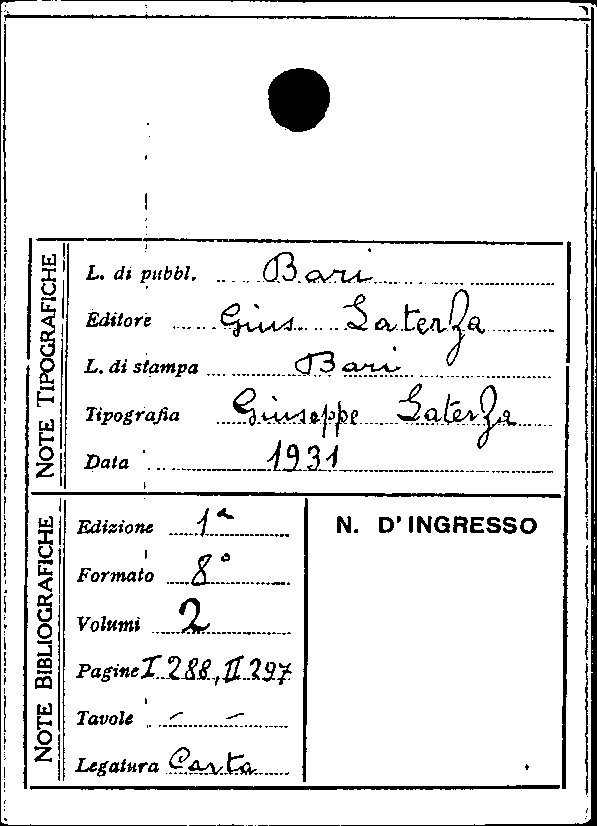 NOTE TIPOGRAFICHE
L. di pubbl. Bari
Editore Gius. Laterza
L. di stampa Bari
Tipografia Giuseppe Laterza
Data 1931
NOTE BIBLIOGRAFICHE
Edizione 1ª
Formato 8°
Volumi 2
Pagine I 288, II 297
Tavole — —
Legatura Carta
N. D'INGRESSO